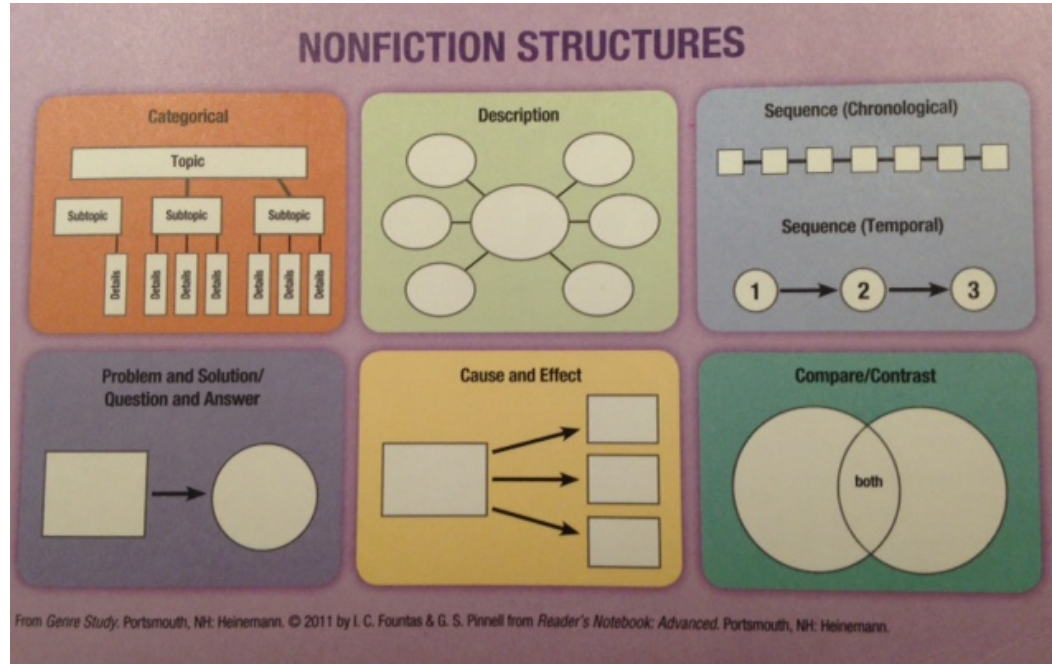 NONFICTION STRUCTURES
Categorical
Topic
Subtopic
Subtopic
Subtopic
Details
Details
Details
Details
Details
Details
Details
Description
Sequence (Chronological)
Sequence (Temporal)
1
2
3
Problem and Solution/
Question and Answer
Cause and Effect
Compare/Contrast
both
From Genre Study. Portsmouth, NH: Heinemann. © 2011 by I. C. Fountas & G. S. Pinnell from Reader's Notebook: Advanced. Portsmouth, NH: Heinemann.